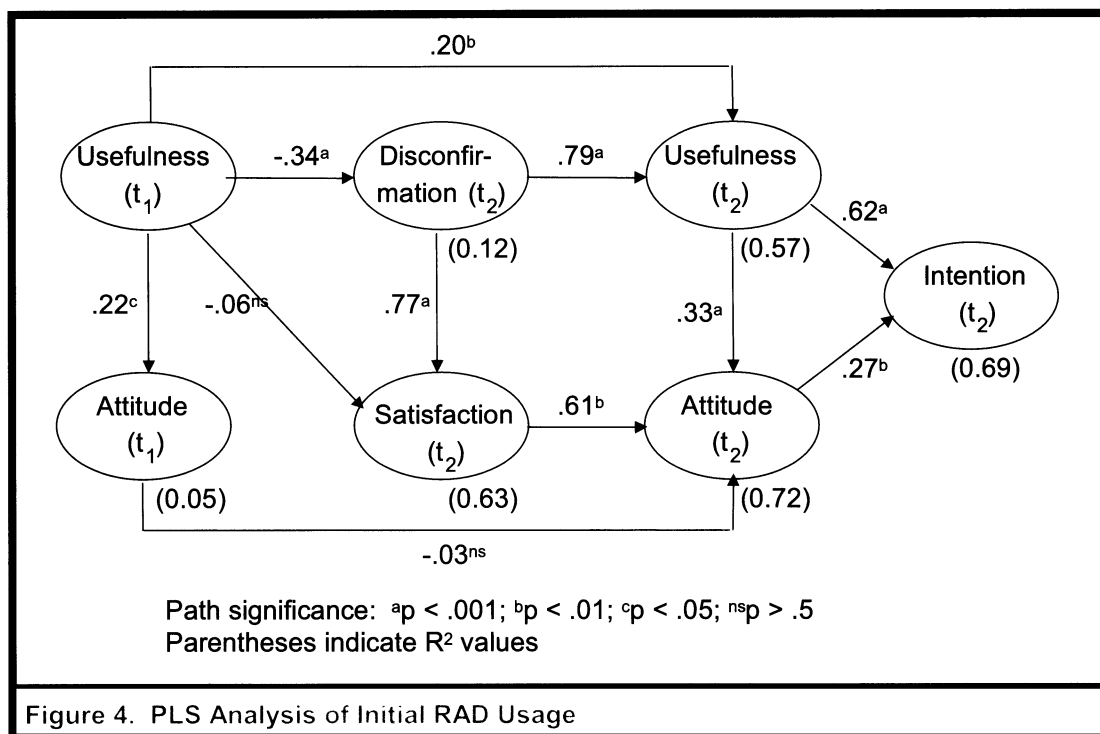 .20ᵇ
Usefulness
(t₁)
-.34ᵃ
Disconfir-
mation (t₂)
.79ᵃ
Usefulness
(t₂)
(0.12)
(0.57)
.62ᵃ
Intention
(t₂)
(0.69)
.22ᶜ
-.06ⁿˢ
.77ᵃ
.33ᵃ
.27ᵇ
Attitude
(t₁)
(0.05)
Satisfaction
(t₂)
(0.63)
.61ᵇ
Attitude
(t₂)
(0.72)
-.03ⁿˢ
Path significance: ᵃp < .001; ᵇp < .01; ᶜp < .05; ⁿˢp > .5
Parentheses indicate R² values
Figure 4. PLS Analysis of Initial RAD Usage